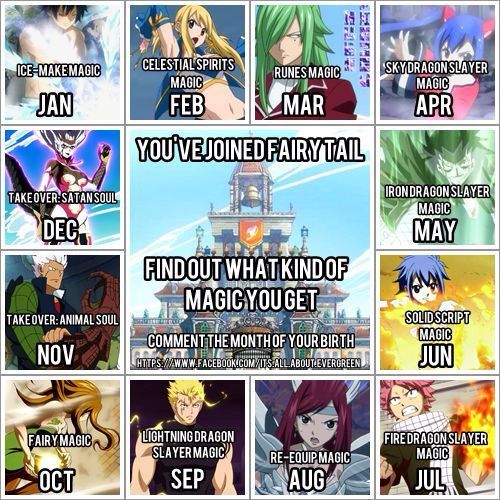 ICE-MAKE MAGIC
JAN
CELESTIAL SPIRITS
MAGIC
FEB
RUNES MAGIC
MAR
SKY DRAGON SLAYER
MAGIC
APR
TAKE OVER: SATAN SOUL
DEC
YOU'VE JOINED FAIRY TAIL
FIND OUT WHAT KIND OF
MAGIC YOU GET
COMMENT THE MONTH OF YOUR BIRTH
HTTPS://WWW.FACEBOOK.COM/ITS.ALL.ABOUT.EVERGREEN
IRON DRAGON SLAYER
MAGIC
MAY
TAKE OVER: ANIMAL SOUL
NOV
SOLID SCRIPT
MAGIC
JUN
FAIRY MAGIC
OCT
LIGHTNING DRAGON
SLAYER MAGIC
SEP
RE-EQUIP MAGIC
AUG
FIRE DRAGON SLAYER
MAGIC
JUL